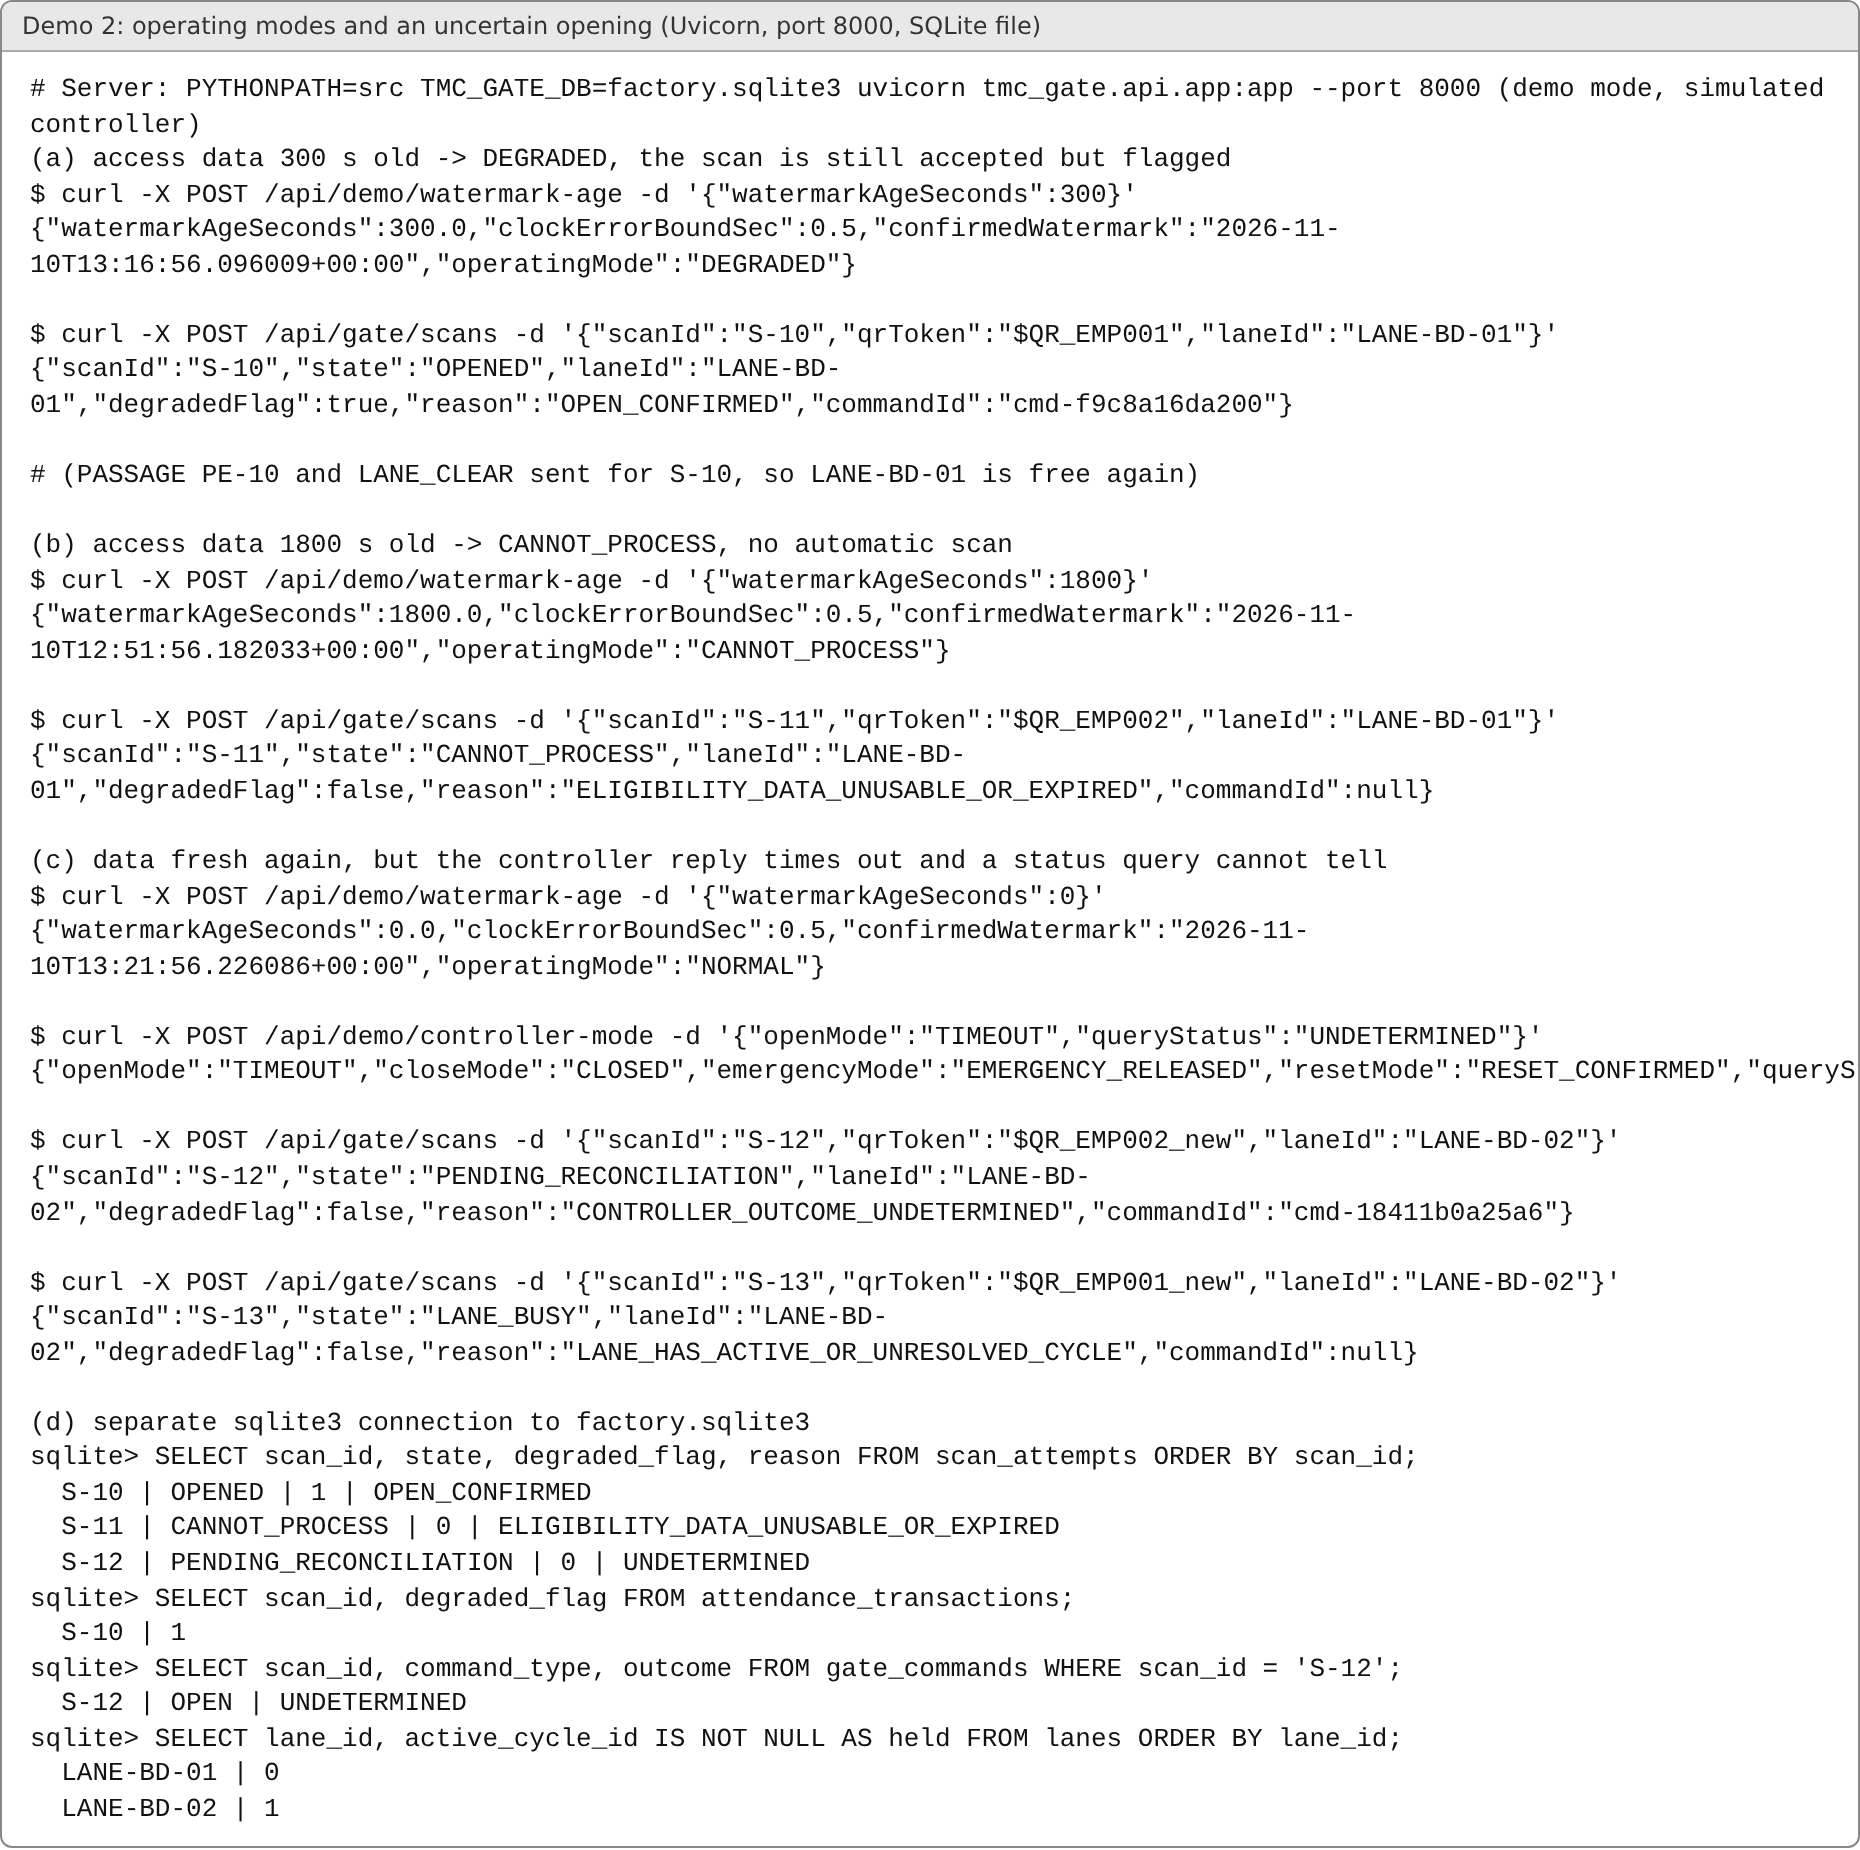 Demo 2: operating modes and an uncertain opening (Uvicorn, port 8000, SQLite file)
# Server: PYTHONPATH=src TMC_GATE_DB=factory.sqlite3 uvicorn tmc_gate.api.app:app --port 8000 (demo mode, simulated
controller)
(a) access data 300 s old -> DEGRADED, the scan is still accepted but flagged
$ curl -X POST /api/demo/watermark-age -d '{"watermarkAgeSeconds":300}'
{"watermarkAgeSeconds":300.0,"clockErrorBoundSec":0.5,"confirmedWatermark":"2026-11-
10T13:16:56.096009+00:00","operatingMode":"DEGRADED"}
$ curl -X POST /api/gate/scans -d '{"scanId":"S-10","qrToken":"$QR_EMP001","laneId":"LANE-BD-01"}'
{"scanId":"S-10","state":"OPENED","laneId":"LANE-BD-
01","degradedFlag":true,"reason":"OPEN_CONFIRMED","commandId":"cmd-f9c8a16da200"}
# (PASSAGE PE-10 and LANE_CLEAR sent for S-10, so LANE-BD-01 is free again)
(b) access data 1800 s old -> CANNOT_PROCESS, no automatic scan
$ curl -X POST /api/demo/watermark-age -d '{"watermarkAgeSeconds":1800}'
{"watermarkAgeSeconds":1800.0,"clockErrorBoundSec":0.5,"confirmedWatermark":"2026-11-
10T12:51:56.182033+00:00","operatingMode":"CANNOT_PROCESS"}
$ curl -X POST /api/gate/scans -d '{"scanId":"S-11","qrToken":"$QR_EMP002","laneId":"LANE-BD-01"}'
{"scanId":"S-11","state":"CANNOT_PROCESS","laneId":"LANE-BD-
01","degradedFlag":false,"reason":"ELIGIBILITY_DATA_UNUSABLE_OR_EXPIRED","commandId":null}
(c) data fresh again, but the controller reply times out and a status query cannot tell
$ curl -X POST /api/demo/watermark-age -d '{"watermarkAgeSeconds":0}'
{"watermarkAgeSeconds":0.0,"clockErrorBoundSec":0.5,"confirmedWatermark":"2026-11-
10T13:21:56.226086+00:00","operatingMode":"NORMAL"}
$ curl -X POST /api/demo/controller-mode -d '{"openMode":"TIMEOUT","queryStatus":"UNDETERMINED"}'
{"openMode":"TIMEOUT","closeMode":"CLOSED","emergencyMode":"EMERGENCY_RELEASED","resetMode":"RESET_CONFIRMED","queryS
$ curl -X POST /api/gate/scans -d '{"scanId":"S-12","qrToken":"$QR_EMP002_new","laneId":"LANE-BD-02"}'
{"scanId":"S-12","state":"PENDING_RECONCILIATION","laneId":"LANE-BD-
02","degradedFlag":false,"reason":"CONTROLLER_OUTCOME_UNDETERMINED","commandId":"cmd-18411b0a25a6"}
$ curl -X POST /api/gate/scans -d '{"scanId":"S-13","qrToken":"$QR_EMP001_new","laneId":"LANE-BD-02"}'
{"scanId":"S-13","state":"LANE_BUSY","laneId":"LANE-BD-
02","degradedFlag":false,"reason":"LANE_HAS_ACTIVE_OR_UNRESOLVED_CYCLE","commandId":null}
(d) separate sqlite3 connection to factory.sqlite3
sqlite> SELECT scan_id, state, degraded_flag, reason FROM scan_attempts ORDER BY scan_id;
S-10 | OPENED | 1 | OPEN_CONFIRMED
S-11 | CANNOT_PROCESS | 0 | ELIGIBILITY_DATA_UNUSABLE_OR_EXPIRED
S-12 | PENDING_RECONCILIATION | 0 | UNDETERMINED
sqlite> SELECT scan_id, degraded_flag FROM attendance_transactions;
S-10 | 1
sqlite> SELECT scan_id, command_type, outcome FROM gate_commands WHERE scan_id = 'S-12';
S-12 | OPEN | UNDETERMINED
sqlite> SELECT lane_id, active_cycle_id IS NOT NULL AS held FROM lanes ORDER BY lane_id;
LANE-BD-01 | 0
LANE-BD-02 | 1